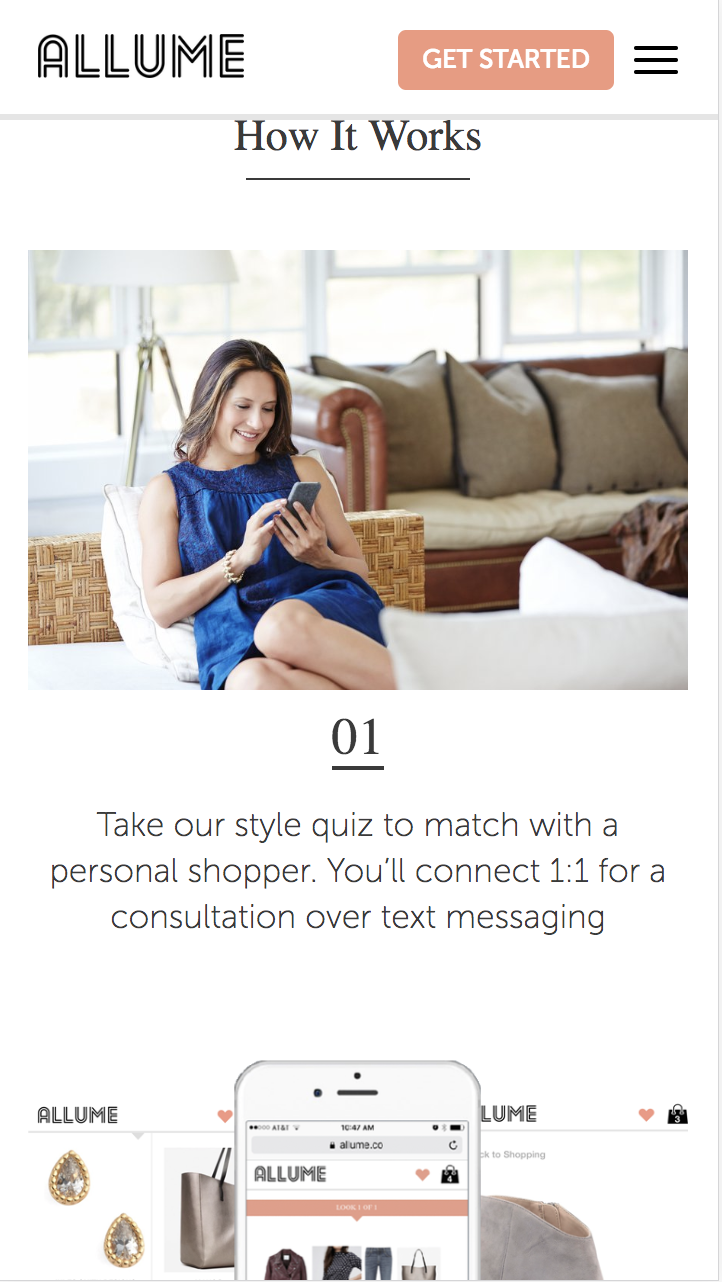 ALLUME
GET STARTED
How It Works
01
Take our style quiz to match with a
personal shopper. You’ll connect 1:1 for a
consultation over text messaging
ALLUME
AT&T
10:47 AM
allume.co
ALLUME
4
LOOK 1 OF 1
LUME
3
ck to Shopping